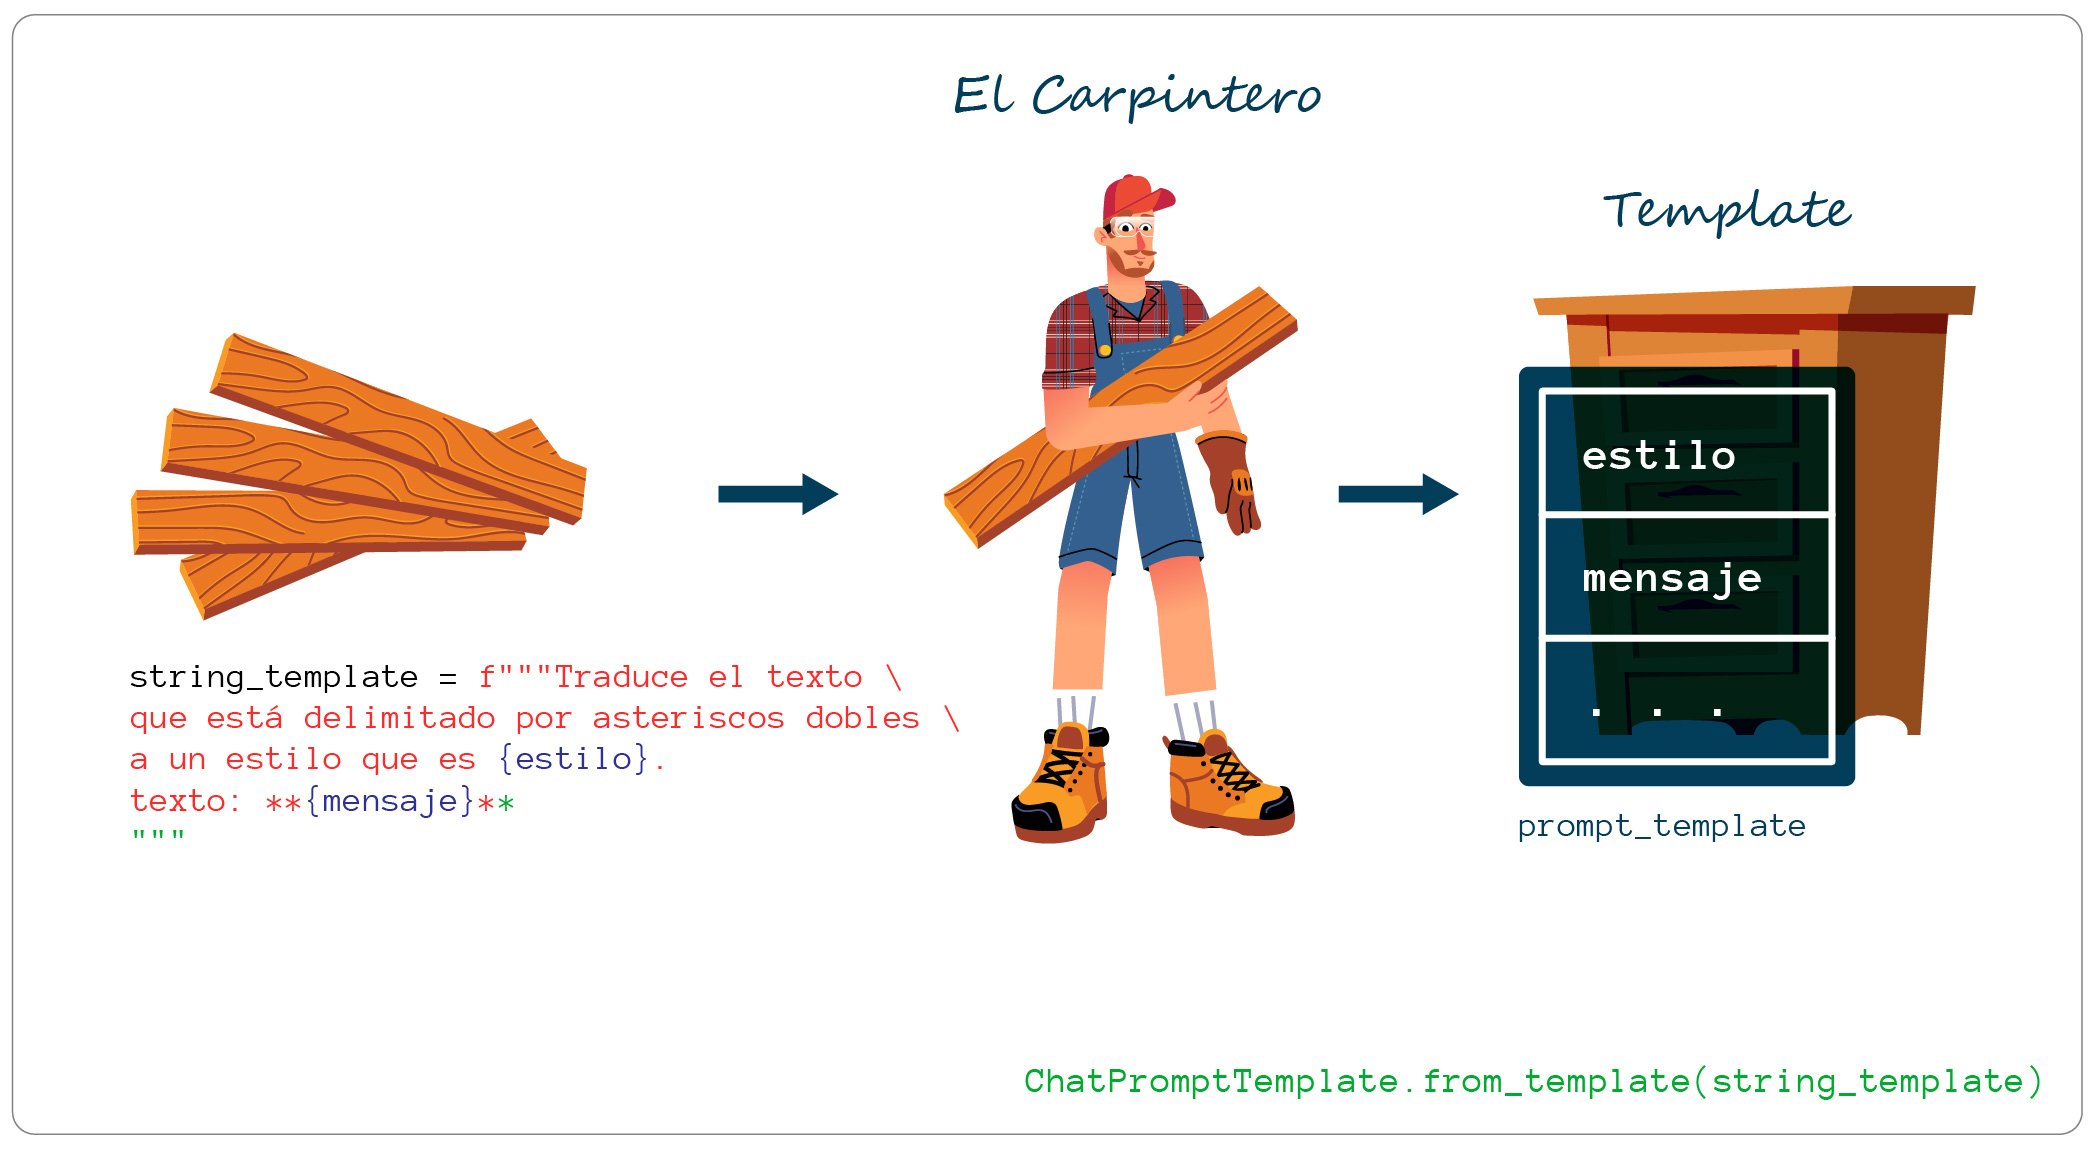 El Carpintero
Template
estilo
mensaje
. . .
string_template = f"""Traduce el texto \
que está delimitado por asteriscos dobles \
a un estilo que es {estilo}.
texto: **{mensaje}**
"""
prompt_template
ChatPromptTemplate.from_template(string_template)